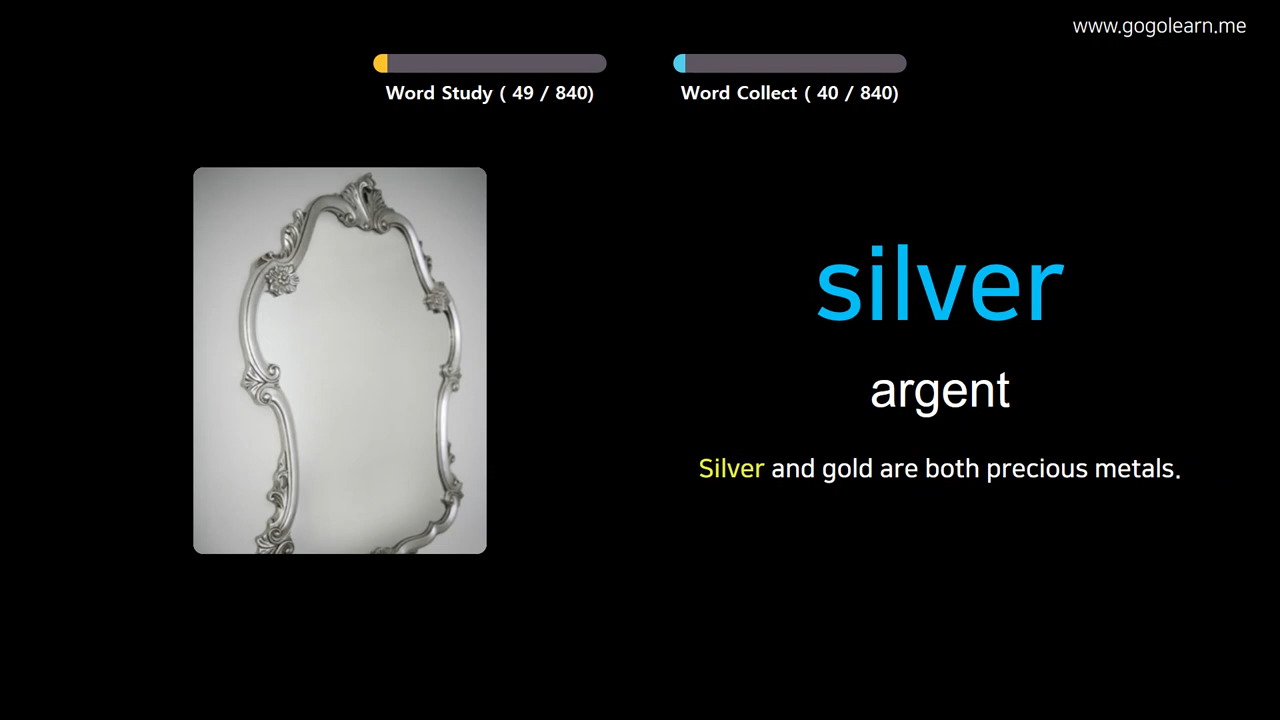 www.gogolearn.me
Word Study ( 49 / 840)
Word Collect ( 40 / 840)
silver
argent
Silver and gold are both precious metals.